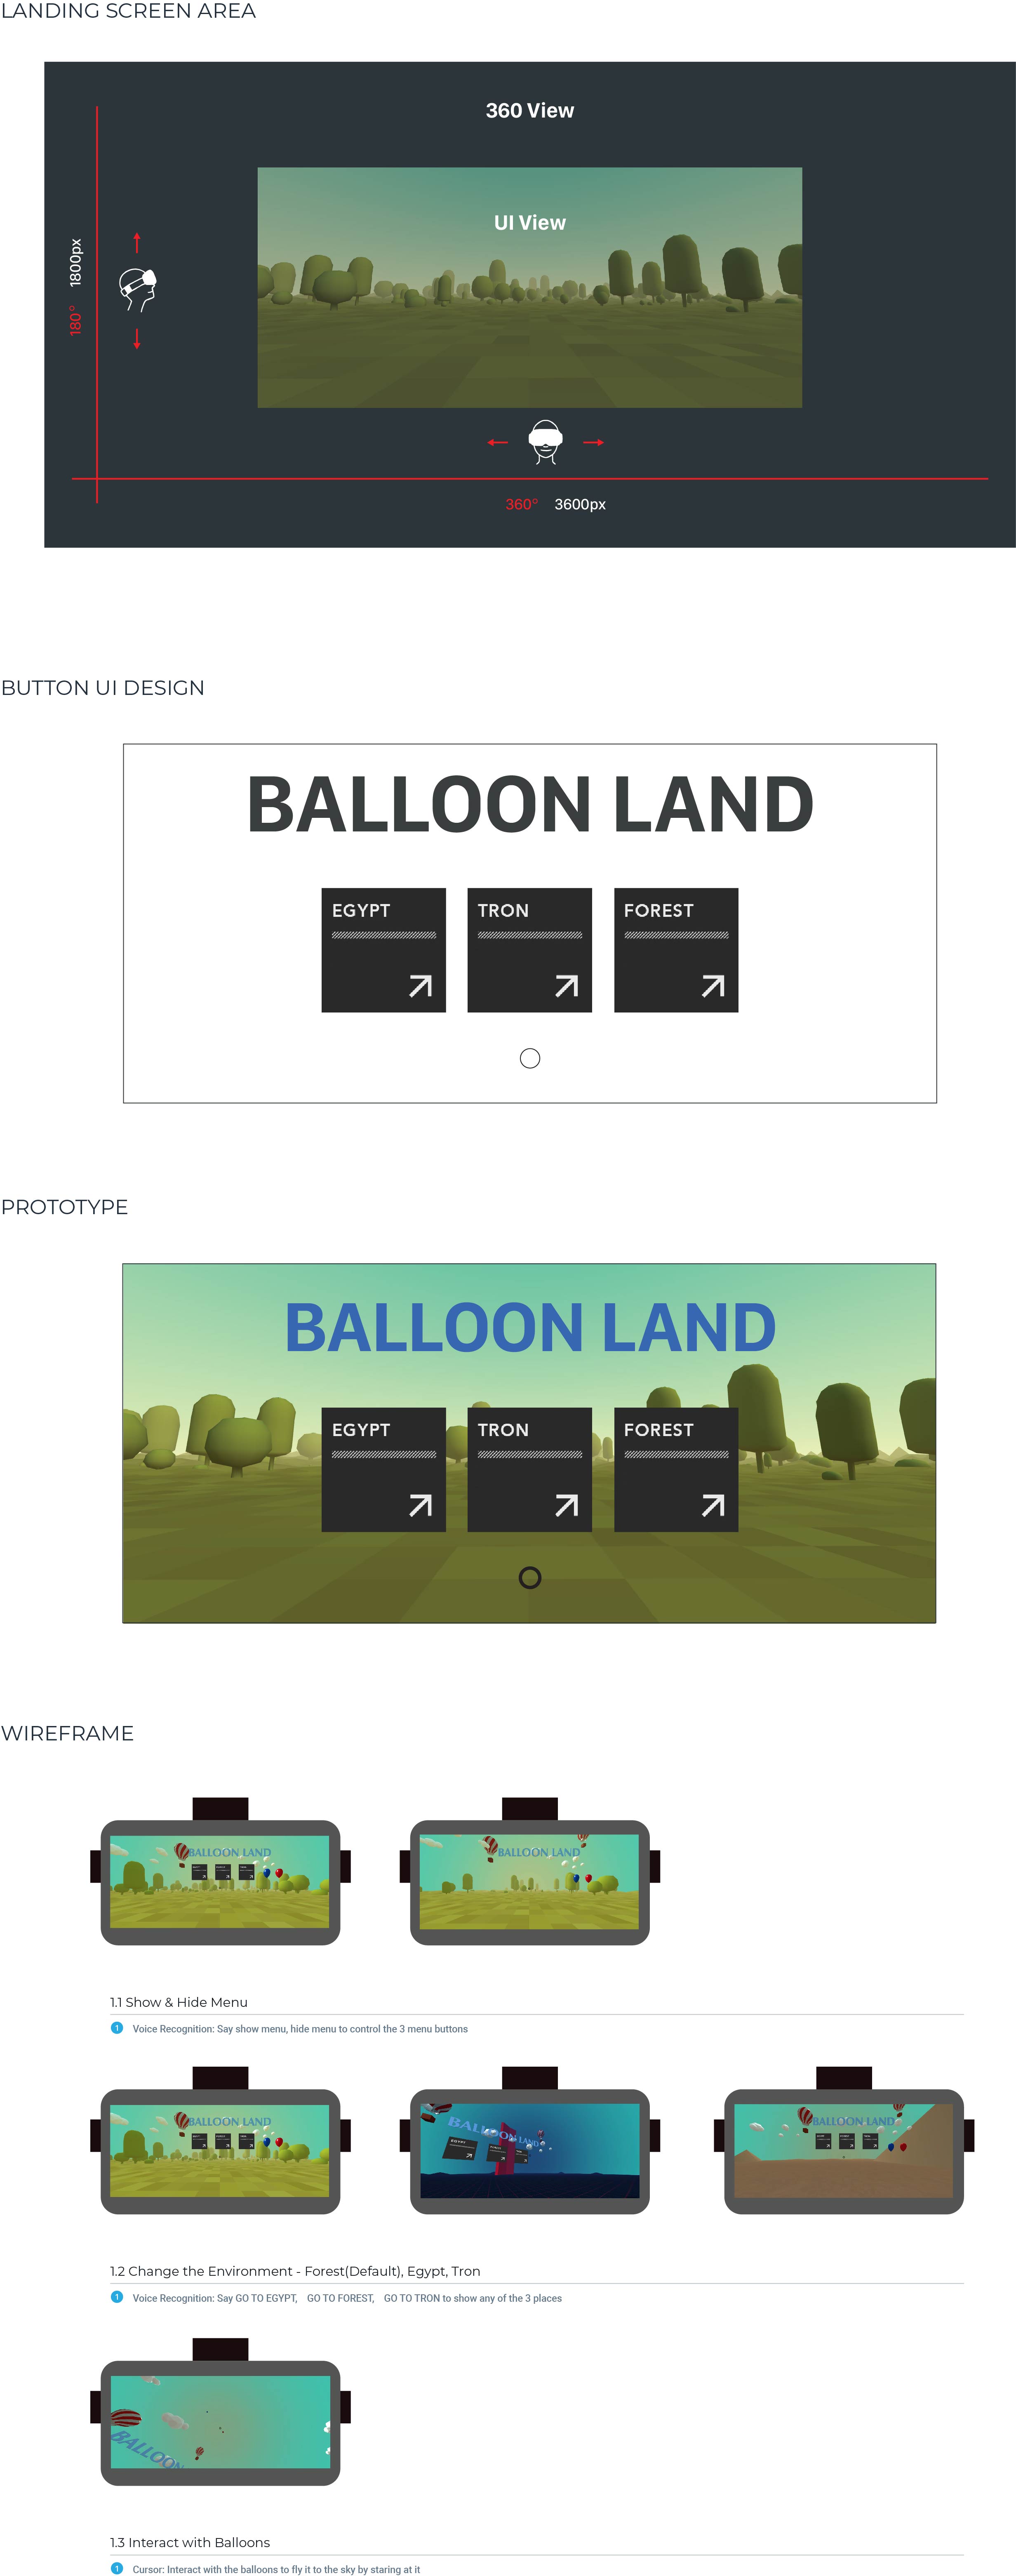 LANDING SCREEN AREA
360 View
UI View
180° 1800px
360° 3600px
BUTTON UI DESIGN
BALLOON LAND
EGYPT
TRON
FOREST
PROTOTYPE
BALLOON LAND
EGYPT
TRON
FOREST
WIREFRAME
BALLOON LAND
BALLOON LAND
1.1 Show & Hide Menu
1 Voice Recognition: Say show menu, hide menu to control the 3 menu buttons
BALLOON LAND
BALLOON LAND
EGYPT
BALLOON LAND
1.2 Change the Environment - Forest(Default), Egypt, Tron
1 Voice Recognition: Say GO TO EGYPT, GO TO FOREST, GO TO TRON to show any of the 3 places
BALLOON
1.3 Interact with Balloons
1 Cursor: Interact with the balloons to fly it to the sky by staring at it